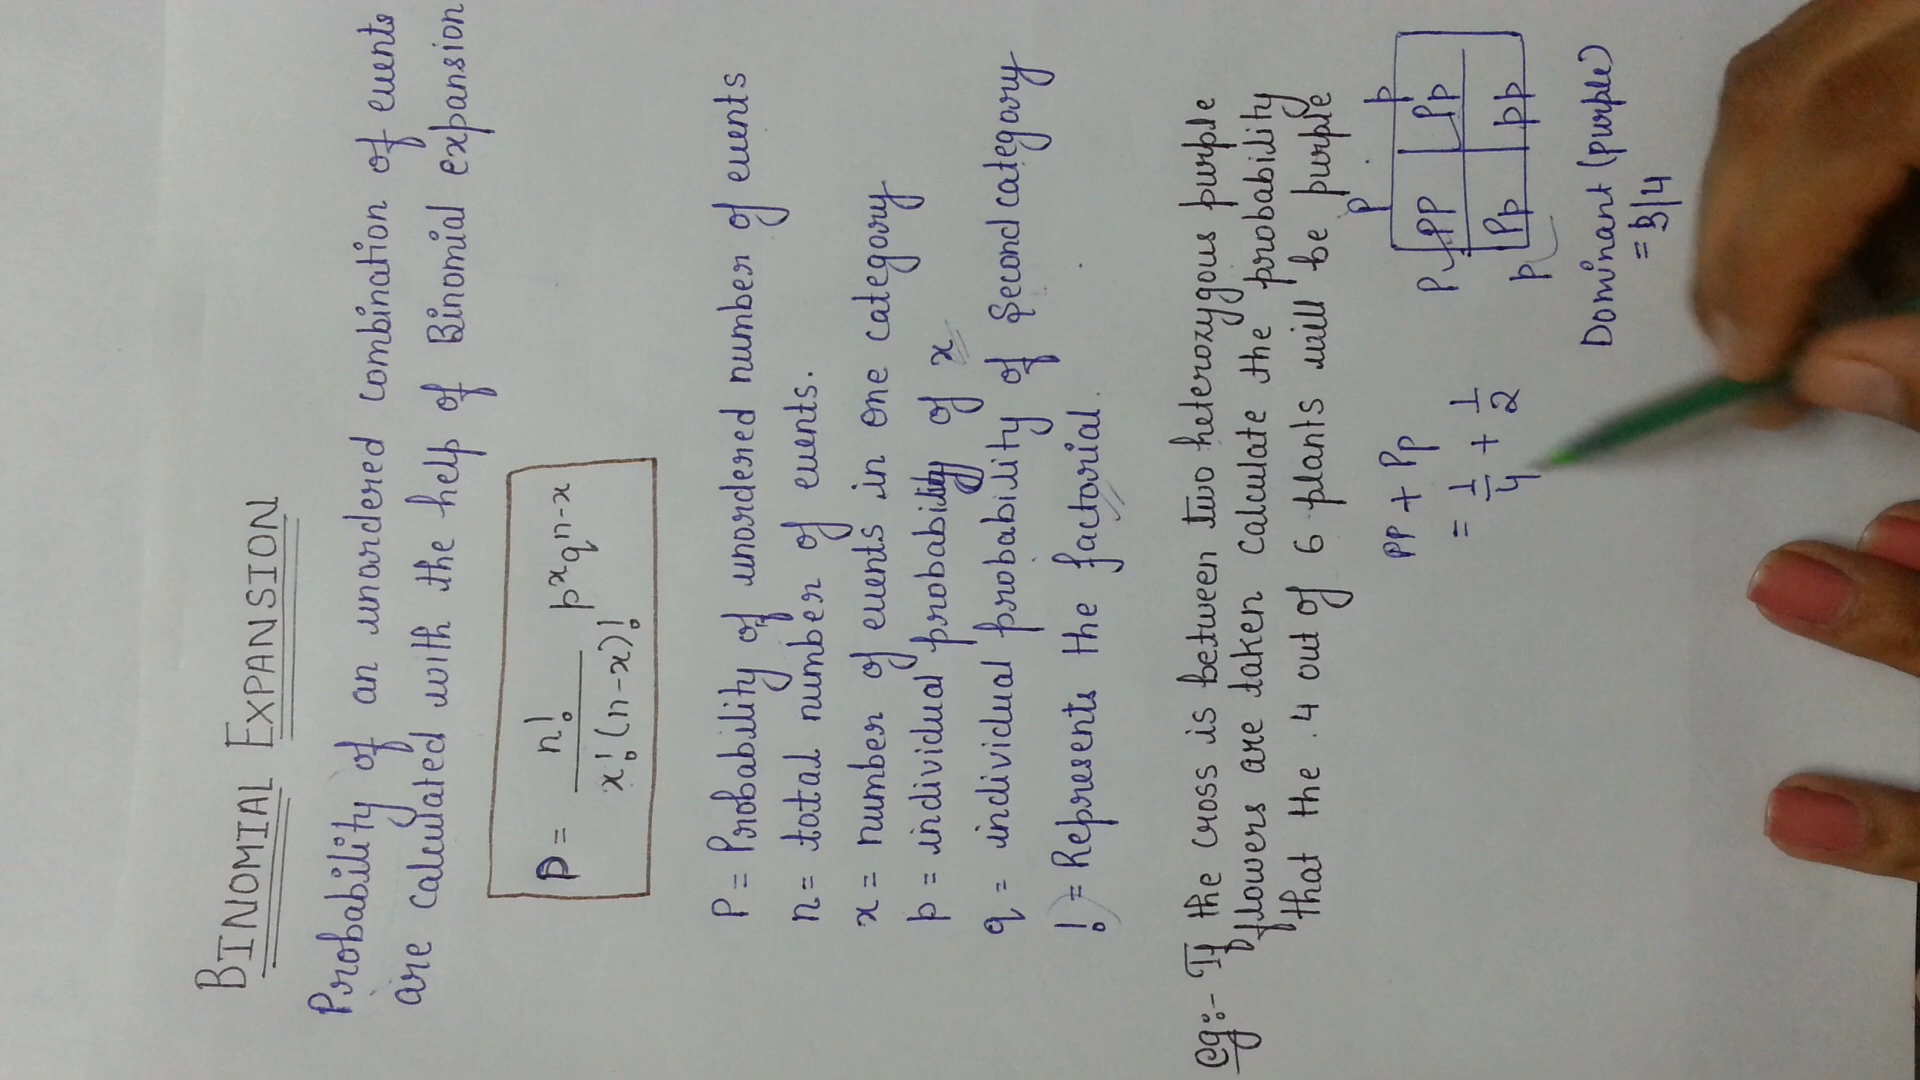 BINOMIAL EXPANSION
Probability of an unordered combination of events
are calculated with the help of Binomial expansion
P = n! / x!(n-x)! p^x q^n-x
P = Probability of unordered number of events
n = total number of events.
x = number of events in one category
p = individual probability of x
q = individual probability of second category
! = Represents the factorial.
eg:- If the cross is between two heterozygous purple
flowers are taken calculate the probability
that the 4 out of 6 plants will be purple
P p
P PP Pp
p Pp pp
PP + Pp
= 1/4 + 1/2
Dominant (purple)
= 3/4